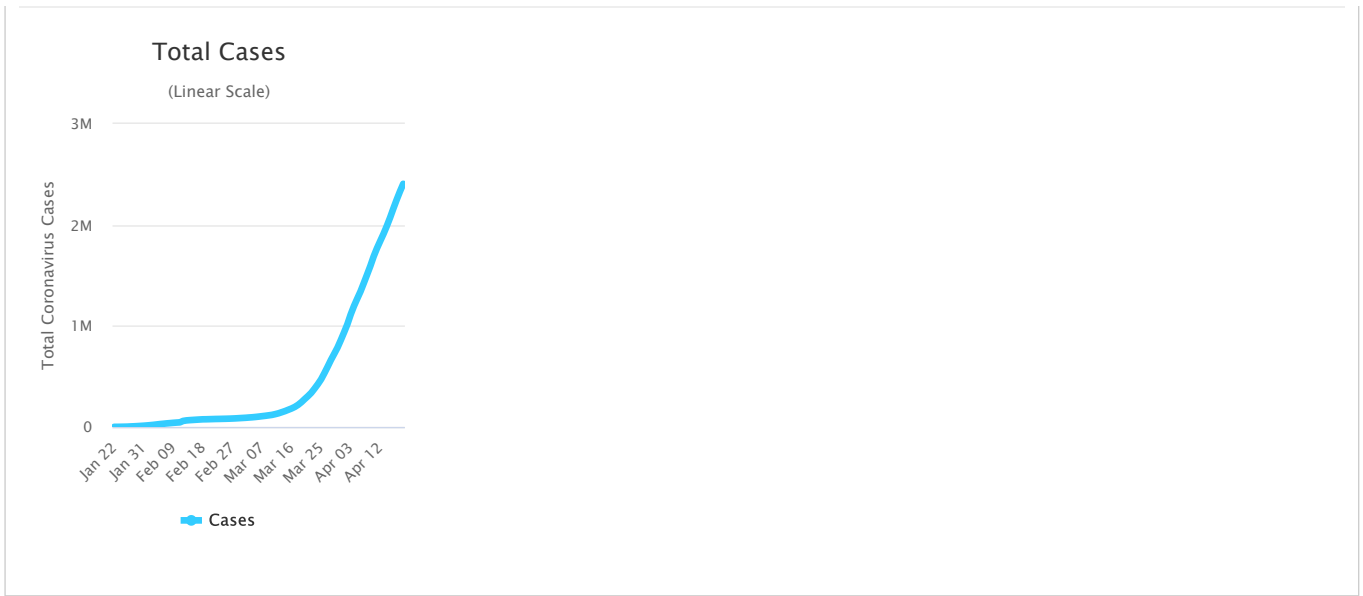 Total Cases
(Linear Scale)
Total Coronavirus Cases
3M
2M
1M
0
Jan 22
Jan 31
Feb 09
Feb 18
Feb 27
Mar 07
Mar 16
Mar 25
Apr 03
Apr 12
Cases